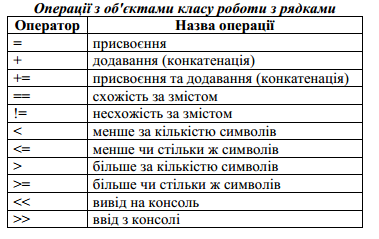 Операції з об'єктами класу роботи з рядками
Оператор Назва операції
= присвоєння
+ додавання (конкатенація)
+= присвоєння та додавання (конкатенація)
== схожість за змістом
!= несхожість за змістом
< менше за кількістю символів
<= менше чи стільки ж символів
> більше за кількістю символів
>= більше чи стільки ж символів
<< вивід на консоль
>> ввід з консолі